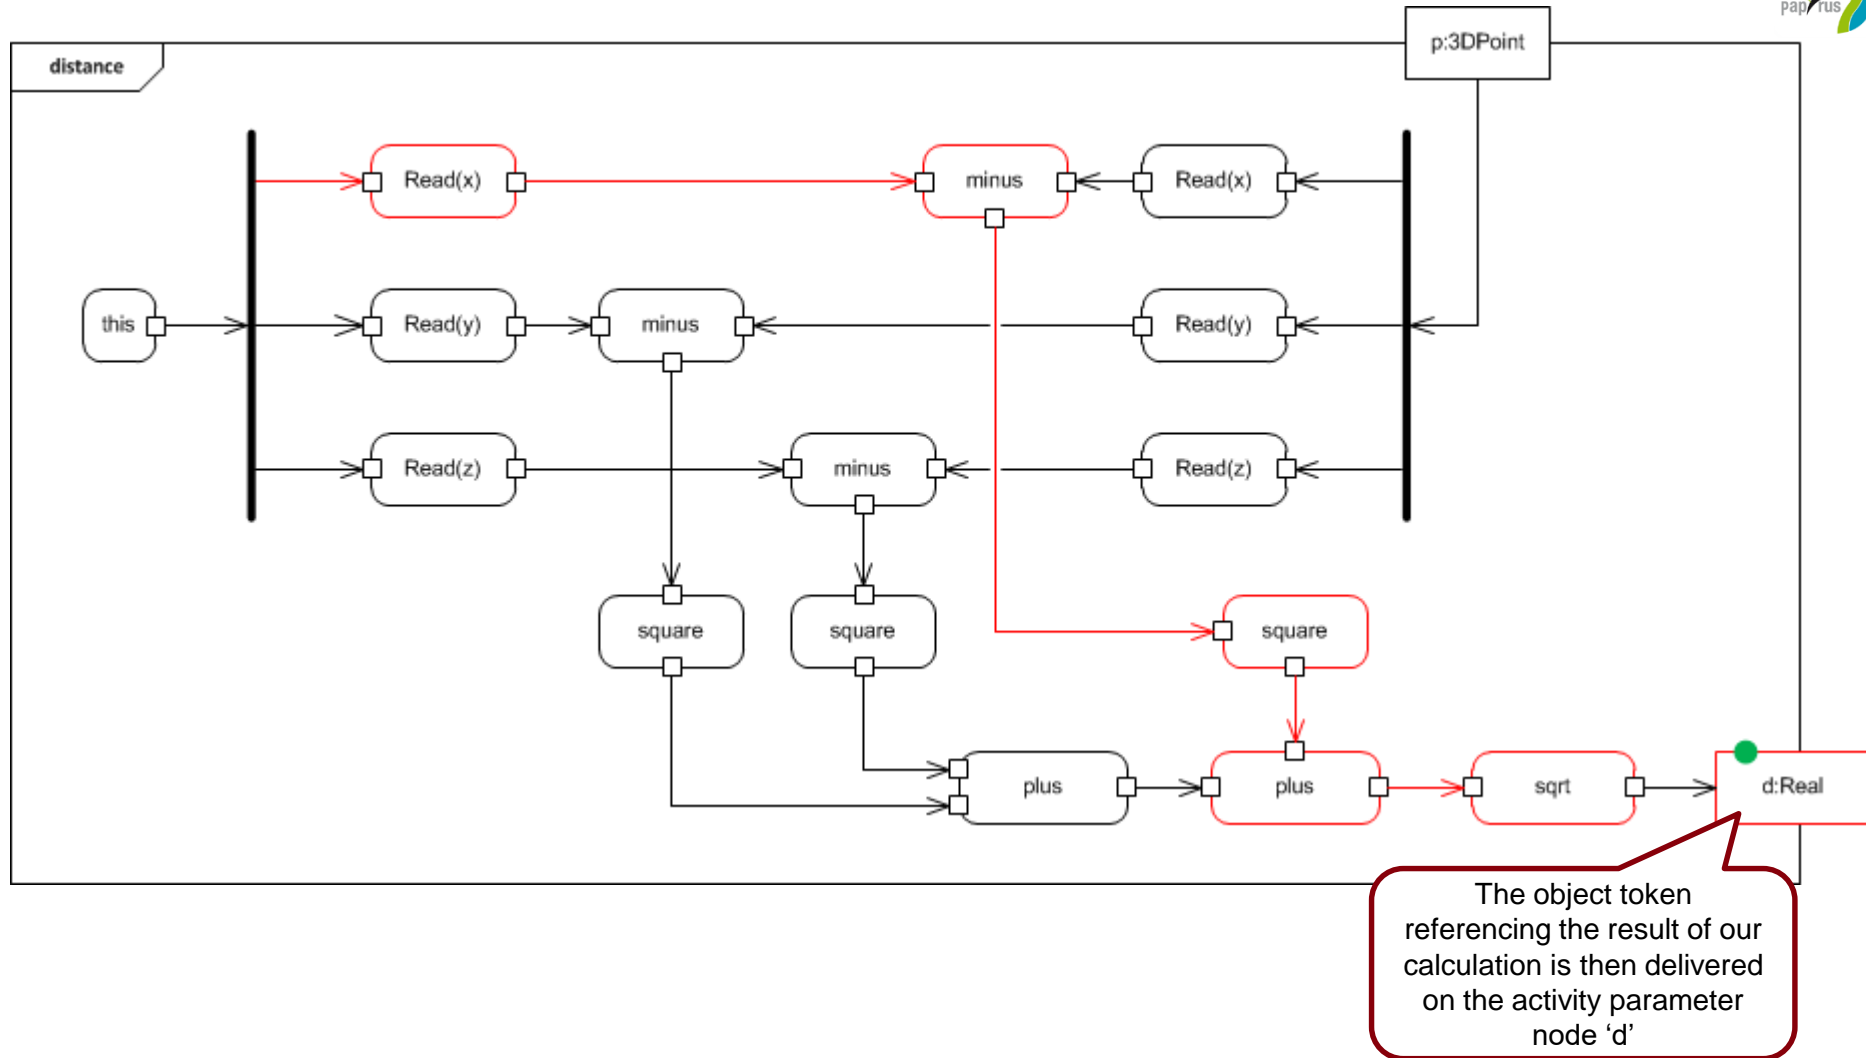 papyrus
p:3DPoint
distance
Read(x)
minus
Read(x)
this
Read(y)
minus
Read(y)
Read(z)
minus
Read(z)
square
square
square
plus
plus
sqrt
d:Real
The object token
referencing the result of our
calculation is then delivered
on the activity parameter
node ‘d’